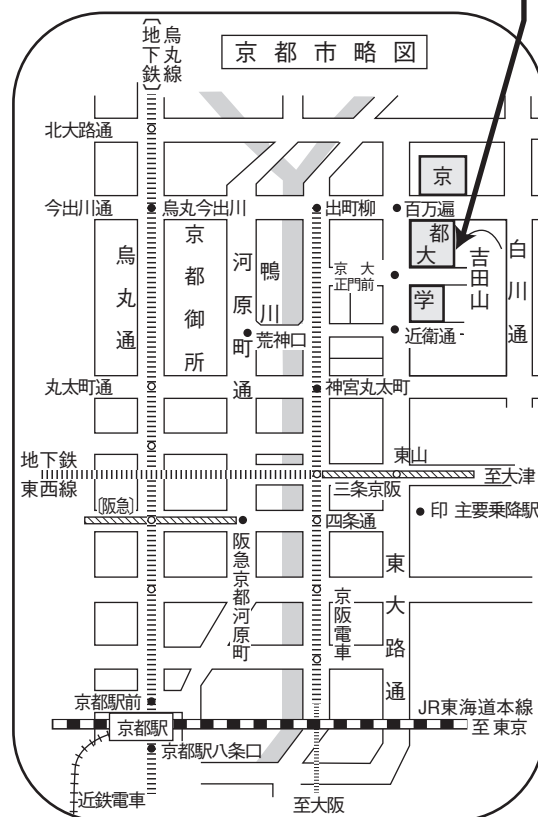 京都市略図
地下鉄
烏丸線
北大路通
今出川通
烏丸今出川
出町柳
百万遍
京
都
大
学
京都御所
烏丸通
河原町通
鴨川
京大
正門前
吉田山
白川通
荒神口
近衛通
丸太町通
神宮丸太町
地下鉄
東西線
東山
至大津
三条京阪
〔阪急〕
四条通
●印 主要乗降駅
阪急京都河原町
京阪電車
東大路通
京都駅前
JR東海道本線
至東京
京都駅
京都駅八条口
近鉄電車
至大阪